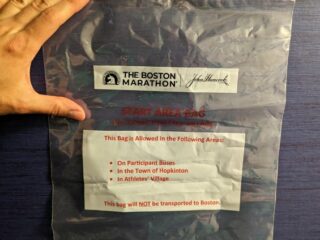 THE BOSTON
MARATHON®
John Hancock
START AREA BAG
This Bag is Allowed in the Following Areas:
• On Participant Buses
• In the Town of Hopkinton
• In Athletes' Village
This bag will NOT be transported to Boston.